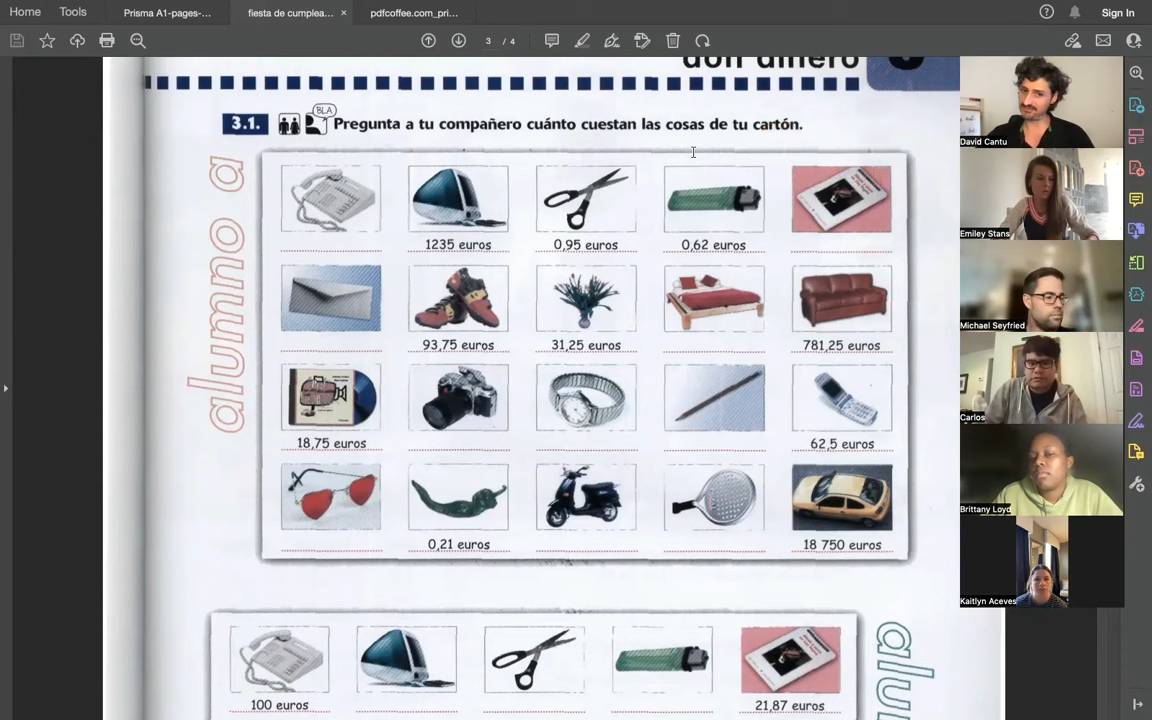 Home Tools Prisma A1-pages-... fiesta de cumplea... × pdfcoffee.com_pri... Sign In
3 / 4
don dinero
3.1. BLA Pregunta a tu compañero cuánto cuestan las cosas de tu cartón.
alumno a
1235 euros 0,95 euros 0,62 euros
93,75 euros 31,25 euros 781,25 euros
18,75 euros 62,5 euros
0,21 euros 18 750 euros
100 euros 21,87 euros
David Cantu
Emiley Stans
Michael Seyfried
Carlos
Brittany Loyd
Kaitlyn Aceves